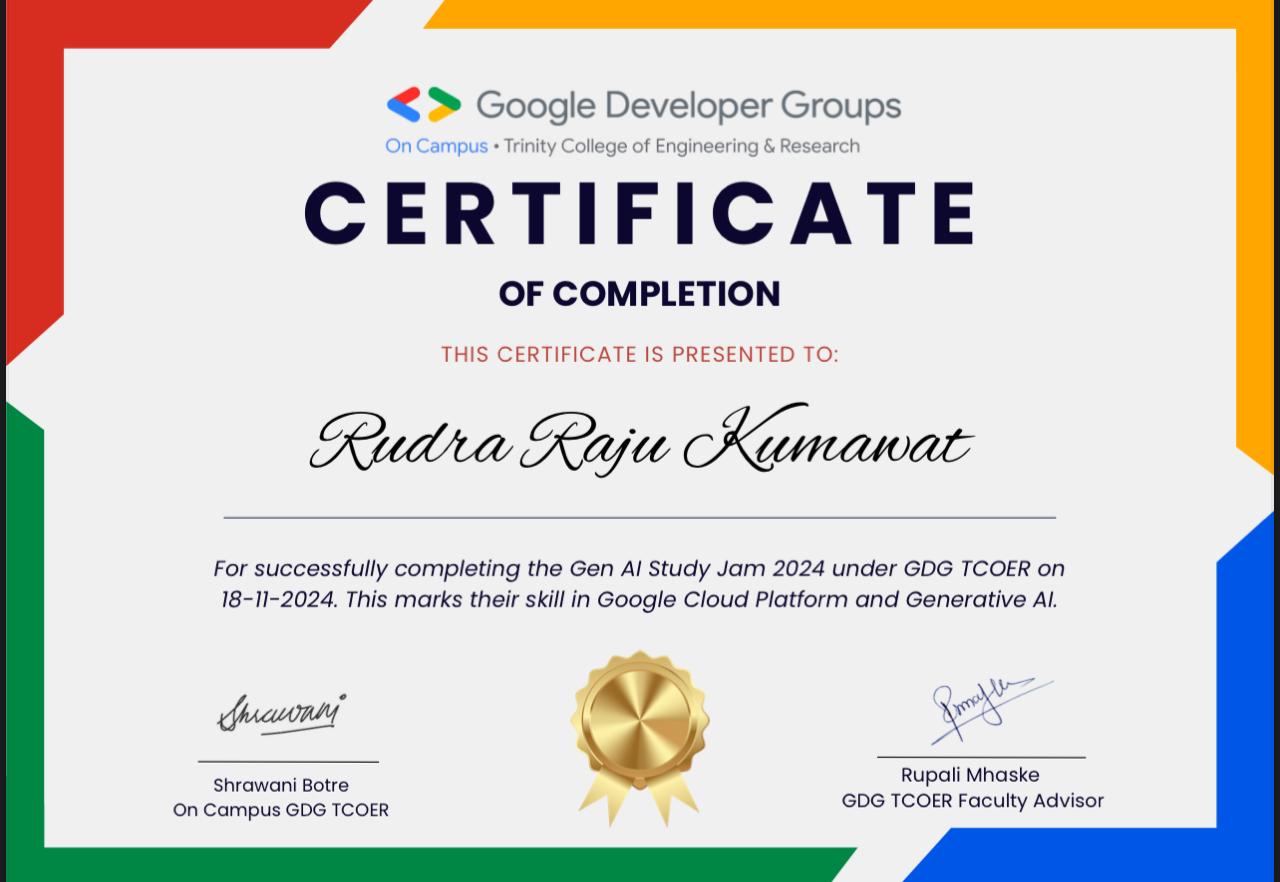 Google Developer Groups
On Campus • Trinity College of Engineering & Research
CERTIFICATE
OF COMPLETION
THIS CERTIFICATE IS PRESENTED TO:
Rudra Raju Kumawat
For successfully completing the Gen AI Study Jam 2024 under GDG TCOER on
18-11-2024. This marks their skill in Google Cloud Platform and Generative AI.
Shrawani
Shrawani Botre
On Campus GDG TCOER
Rupali Mhaske
GDG TCOER Faculty Advisor